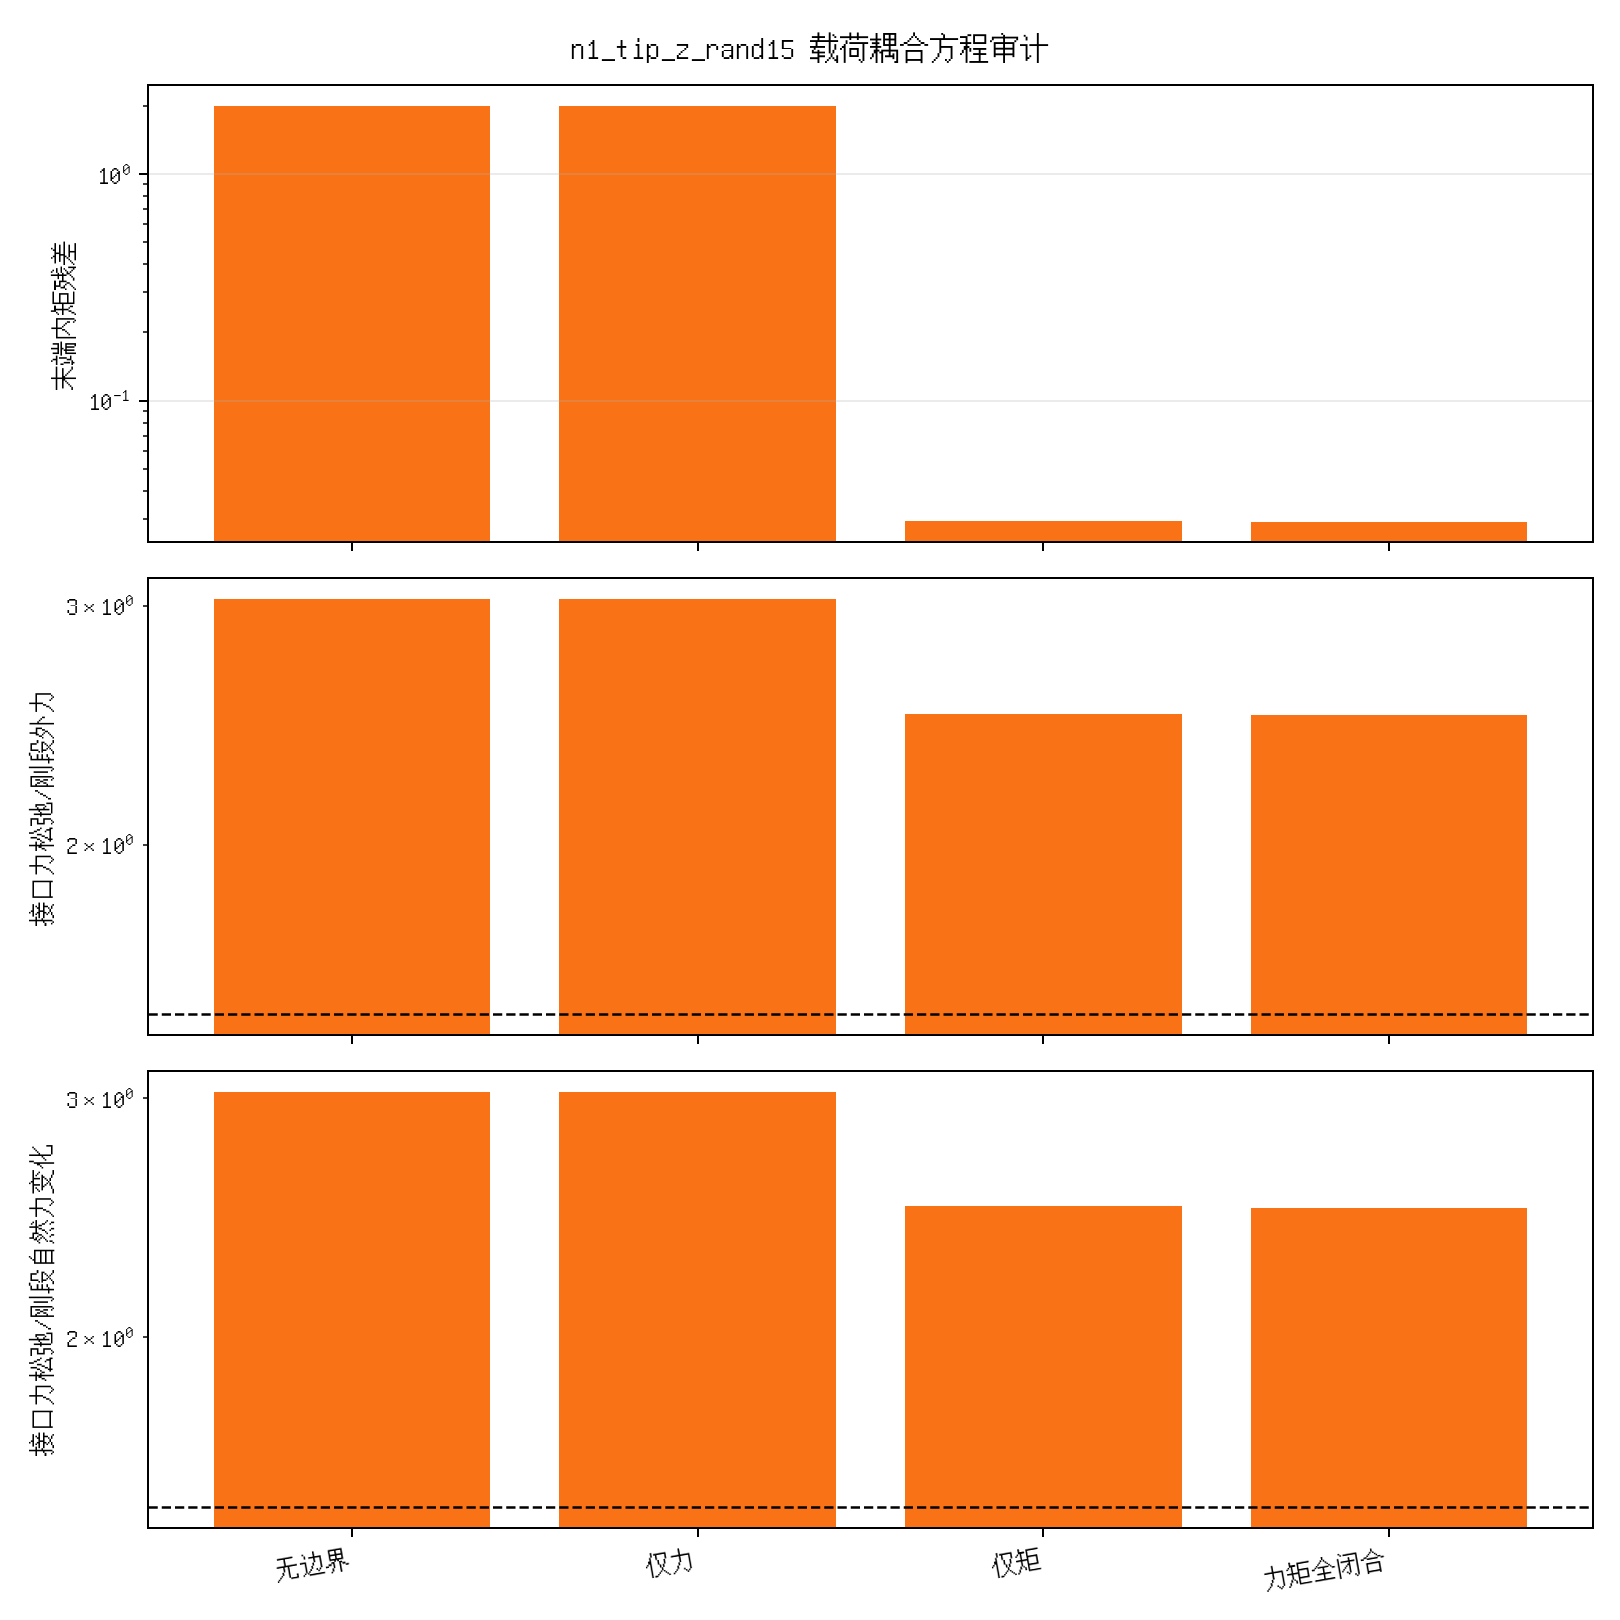 n1_tip_z_rand15 载荷耦合方程审计
末端内矩残差
10⁰
10⁻¹
接口力松弛/刚段外力
3 × 10⁰
2 × 10⁰
接口力松弛/刚段自然力变化
3 × 10⁰
2 × 10⁰
无边界
仅力
仅矩
力矩全闭合